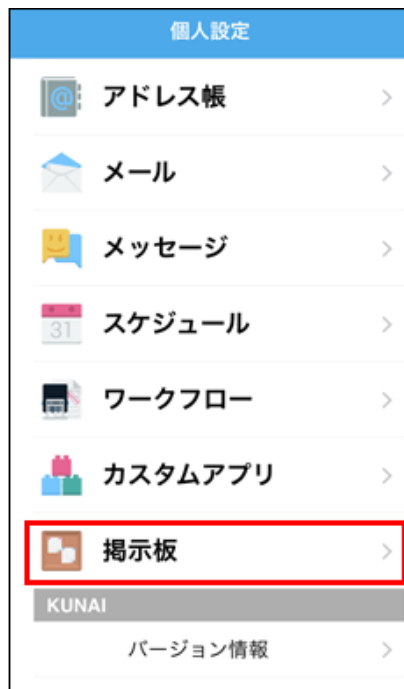 個人設定
アドレス帳
メール
メッセージ
スケジュール
31
ワークフロー
カスタムアプリ
掲示板
KUNAI
バージョン情報